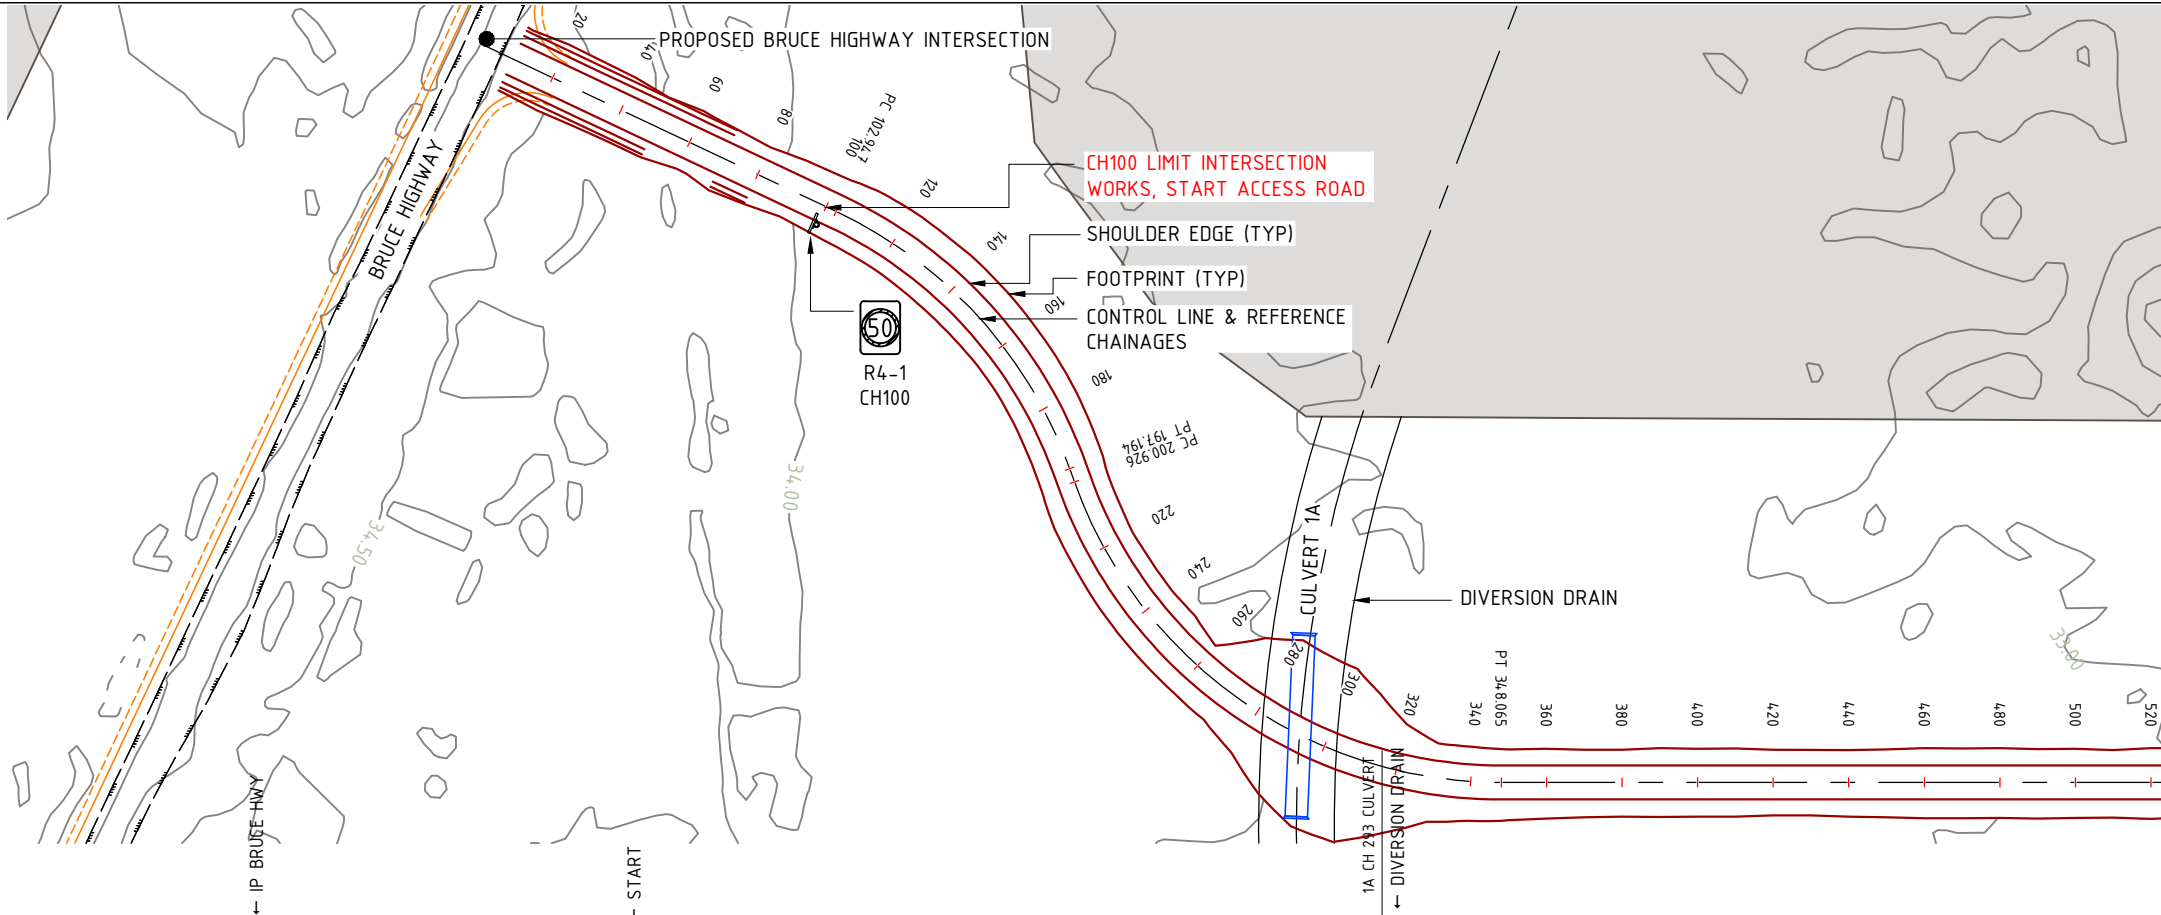 PROPOSED BRUCE HIGHWAY INTERSECTION
20
40
60
80
100
PC 102.947
120
140
160
180
PT 197.194
PC 200.926
220
240
260
280
300
320
340
PT 348.065
360
380
400
420
440
460
480
500
520
CH100 LIMIT INTERSECTION
WORKS, START ACCESS ROAD
SHOULDER EDGE (TYP)
FOOTPRINT (TYP)
CONTROL LINE & REFERENCE
CHAINAGES
BRUCE HIGHWAY
50
R4-1
CH100
34.50
34.00
33.00
CULVERT 1A
DIVERSION DRAIN
← IP BRUCE HWY
START
1A CH 293 CULVERT
← DIVERSION DRAIN